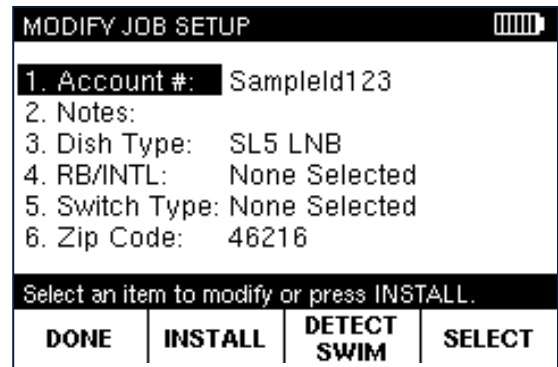 MODIFY JOB SETUP
1. Account #: SampleId123
2. Notes:
3. Dish Type: SL5 LNB
4. RB/INTL: None Selected
5. Switch Type: None Selected
6. Zip Code: 46216
Select an item to modify or press INSTALL.
DONE INSTALL DETECT SWIM SELECT